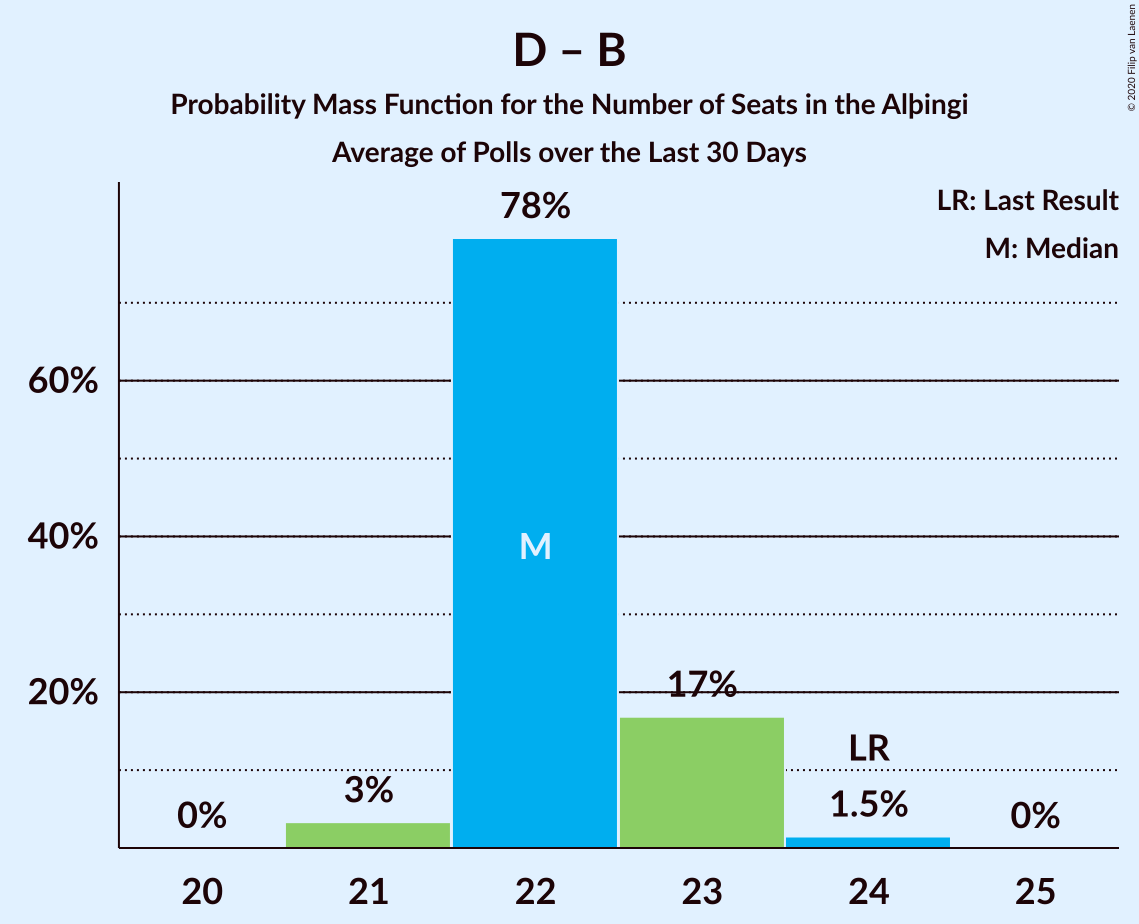 D – B
Probability Mass Function for the Number of Seats in the Alþingi
Average of Polls over the Last 30 Days
© 2020 Filip van Laenen
LR: Last Result
M: Median
78%
60%
40%
20%
M
17%
LR
3%
1.5%
0%
0%
20 21 22 23 24 25